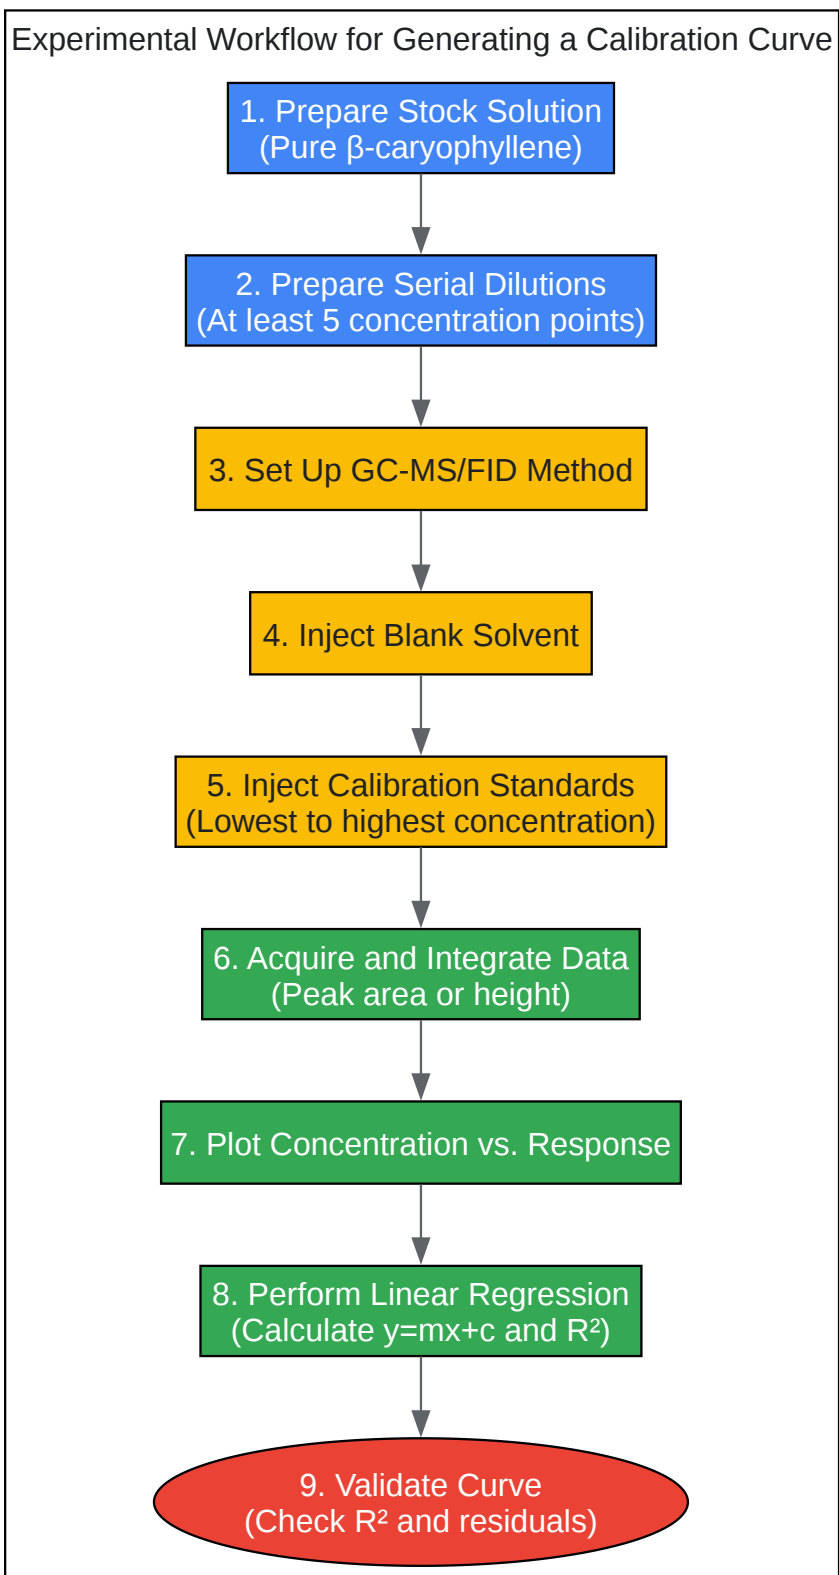 Experimental Workflow for Generating a Calibration Curve
1. Prepare Stock Solution
(Pure β-caryophyllene)
2. Prepare Serial Dilutions
(At least 5 concentration points)
3. Set Up GC-MS/FID Method
4. Inject Blank Solvent
5. Inject Calibration Standards
(Lowest to highest concentration)
6. Acquire and Integrate Data
(Peak area or height)
7. Plot Concentration vs. Response
8. Perform Linear Regression
(Calculate y=mx+c and R²)
9. Validate Curve
(Check R² and residuals)